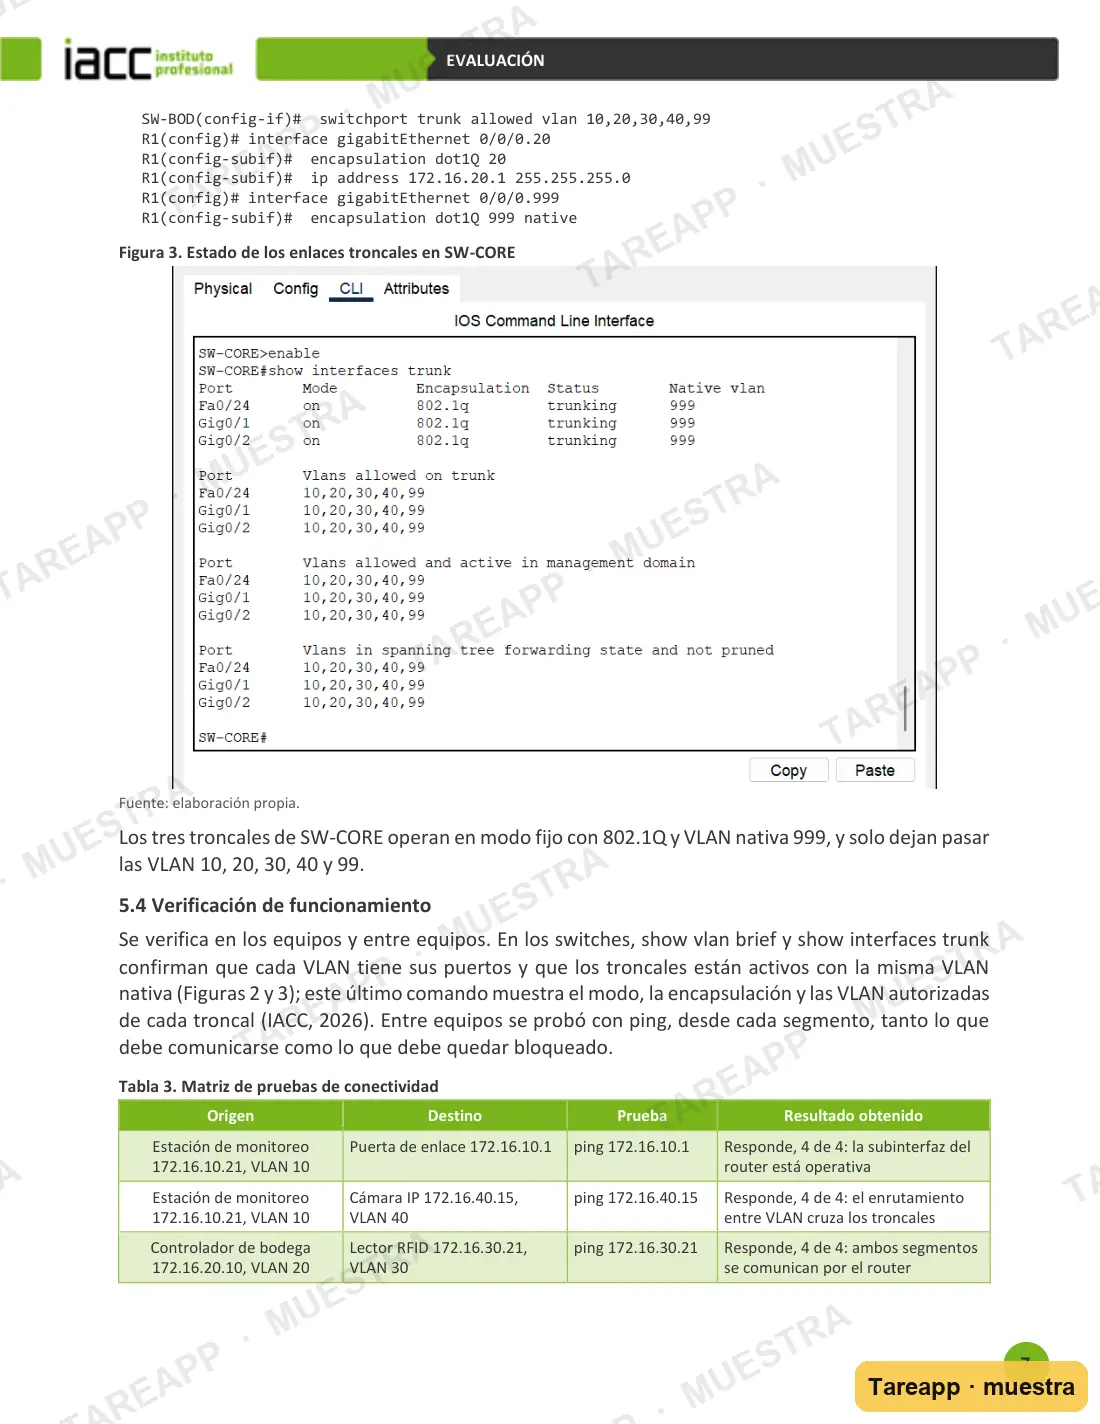 iacc instituto profesional
EVALUACIÓN
SW-BOD(config-if)#  switchport trunk allowed vlan 10,20,30,40,99
R1(config)# interface gigabitEthernet 0/0/0.20
R1(config-subif)#  encapsulation dot1Q 20
R1(config-subif)#  ip address 172.16.20.1 255.255.255.0
R1(config)# interface gigabitEthernet 0/0/0.999
R1(config-subif)#  encapsulation dot1Q 999 native
Figura 3. Estado de los enlaces troncales en SW-CORE
Physical Config CLI Attributes
IOS Command Line Interface
SW-CORE>enable
SW-CORE#show interfaces trunk
Port Mode Encapsulation Status Native vlan
Fa0/24 on 802.1q trunking 999
Gig0/1 on 802.1q trunking 999
Gig0/2 on 802.1q trunking 999
Port Vlans allowed on trunk
Fa0/24 10,20,30,40,99
Gig0/1 10,20,30,40,99
Gig0/2 10,20,30,40,99
Port Vlans allowed and active in management domain
Fa0/24 10,20,30,40,99
Gig0/1 10,20,30,40,99
Gig0/2 10,20,30,40,99
Port Vlans in spanning tree forwarding state and not pruned
Fa0/24 10,20,30,40,99
Gig0/1 10,20,30,40,99
Gig0/2 10,20,30,40,99
SW-CORE#
Copy Paste
Fuente: elaboración propia.
Los tres troncales de SW-CORE operan en modo fijo con 802.1Q y VLAN nativa 999, y solo dejan pasar
las VLAN 10, 20, 30, 40 y 99.
5.4 Verificación de funcionamiento
Se verifica en los equipos y entre equipos. En los switches, show vlan brief y show interfaces trunk
confirman que cada VLAN tiene sus puertos y que los troncales están activos con la misma VLAN
nativa (Figuras 2 y 3); este último comando muestra el modo, la encapsulación y las VLAN autorizadas
de cada troncal (IACC, 2026). Entre equipos se probó con ping, desde cada segmento, tanto lo que
debe comunicarse como lo que debe quedar bloqueado.
Tabla 3. Matriz de pruebas de conectividad
Origen Destino Prueba Resultado obtenido
Estación de monitoreo Puerta de enlace 172.16.10.1 ping 172.16.10.1 Responde, 4 de 4: la subinterfaz del
172.16.10.21, VLAN 10 router está operativa
Estación de monitoreo Cámara IP 172.16.40.15, ping 172.16.40.15 Responde, 4 de 4: el enrutamiento
172.16.10.21, VLAN 10 VLAN 40 entre VLAN cruza los troncales
Controlador de bodega Lector RFID 172.16.30.21, ping 172.16.30.21 Responde, 4 de 4: ambos segmentos
172.16.20.10, VLAN 20 VLAN 30 se comunican por el router
Tareapp · muestra
TAREAPP · MUESTRA